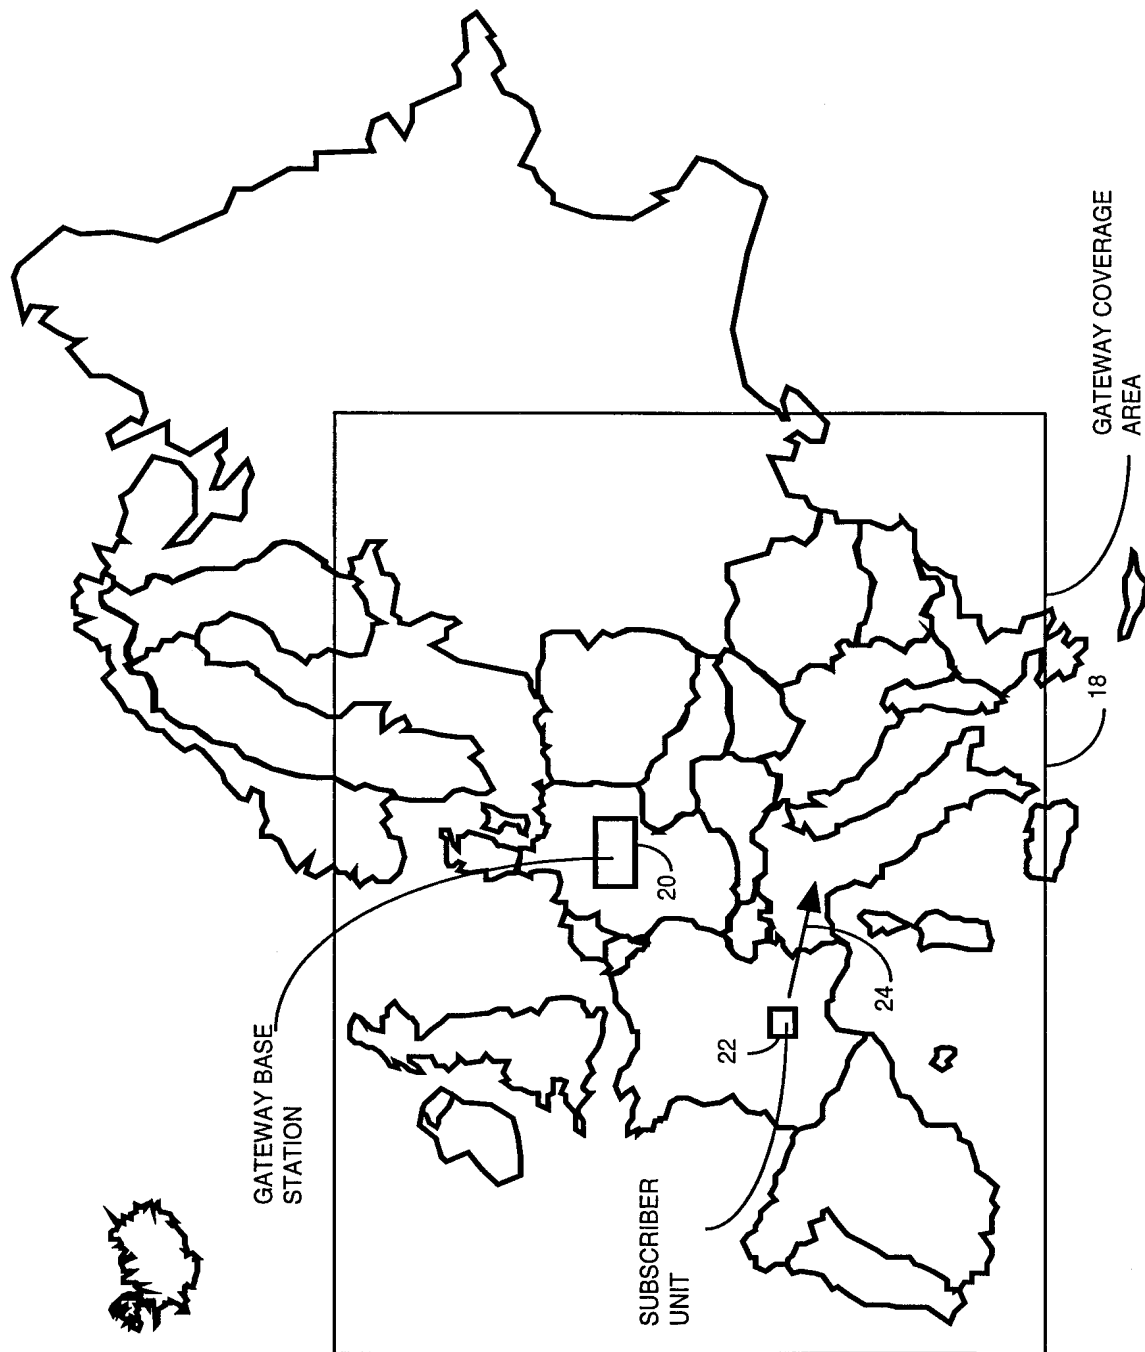 GATEWAY BASE
STATION
20
22
24
SUBSCRIBER
UNIT
18
GATEWAY COVERAGE
AREA